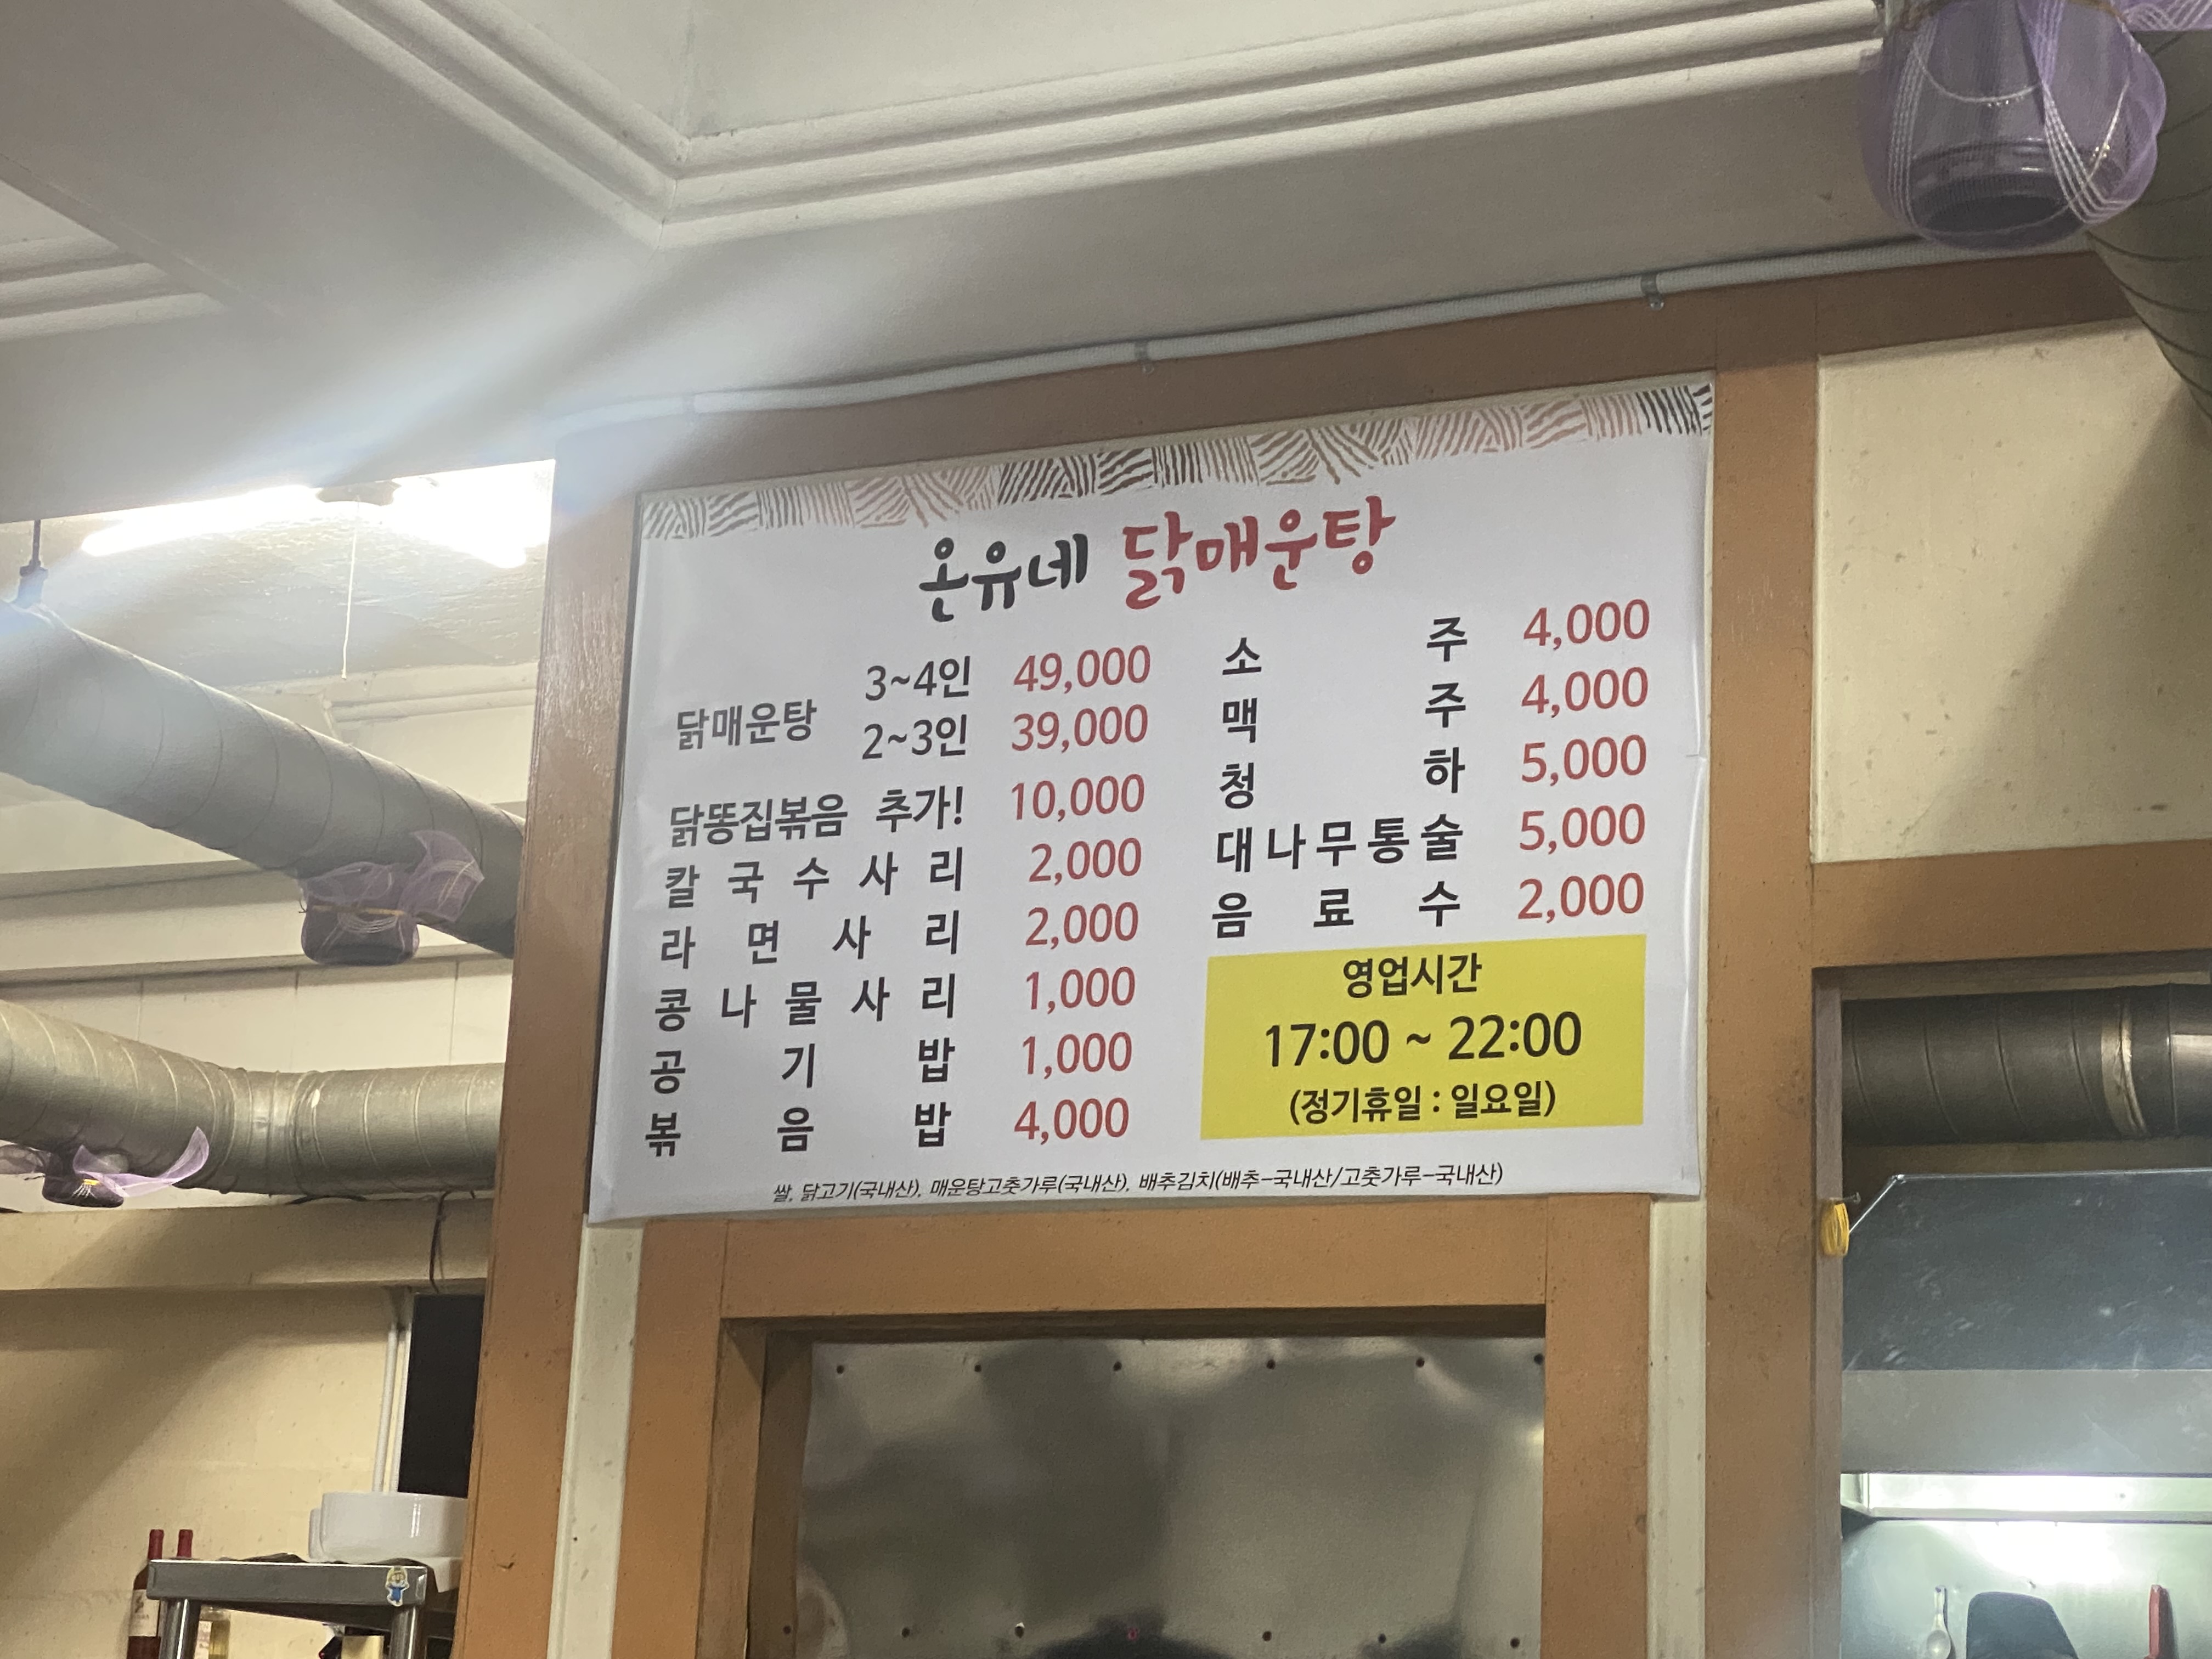 온유네 닭매운탕
닭매운탕
3~4인 49,000
2~3인 39,000
닭똥집볶음 추가! 10,000
칼국수사리 2,000
라면사리 2,000
콩나물사리 1,000
공기밥 1,000
볶음밥 4,000
소주 4,000
맥주 4,000
청하 5,000
대나무통술 5,000
음료수 2,000
영업시간
17:00 ~ 22:00
(정기휴일 : 일요일)
쌀, 닭고기(국내산), 매운탕고춧가루(국내산), 배추김치(배추-국내산/고춧가루-국내산)